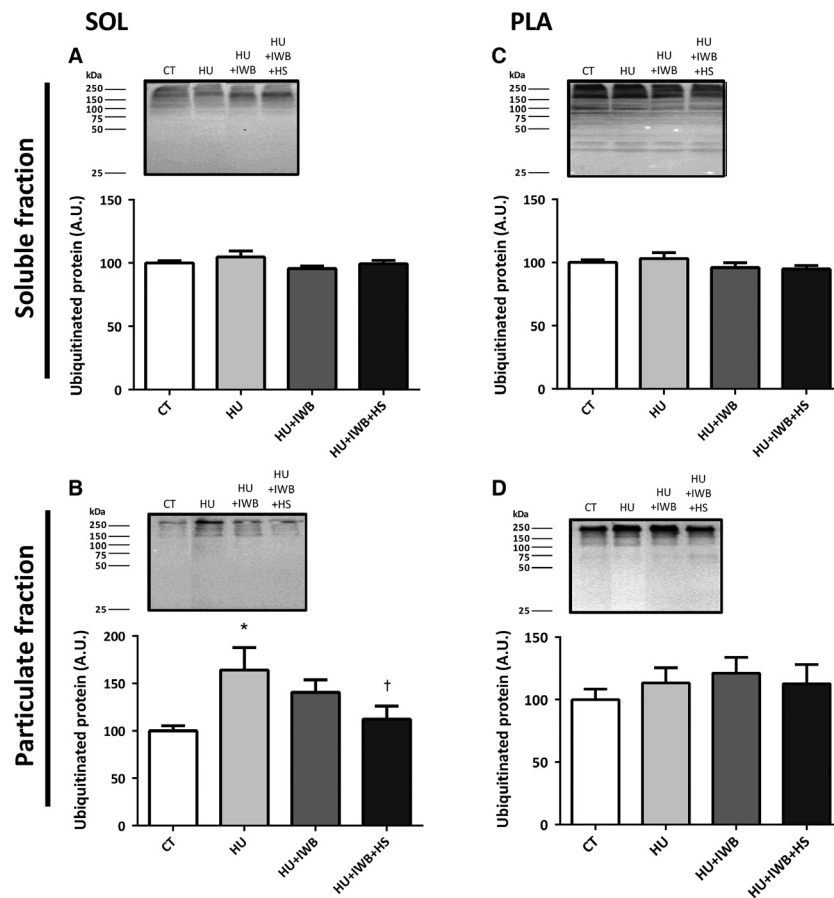 SOL
PLA
A
CT
HU
HU
+IWB
HU
+IWB
+HS
kDa
250
150
100
75
50
25
Soluble fraction
Ubiquitinated protein (A.U.)
150
100
50
0
CT
HU
HU+IWB
HU+IWB+HS
C
CT
HU
HU
+IWB
HU
+IWB
+HS
kDa
250
150
100
75
50
25
Ubiquitinated protein (A.U.)
150
100
50
0
CT
HU
HU+IWB
HU+IWB+HS
B
CT
HU
HU
+IWB
HU
+IWB
+HS
kDa
250
150
100
75
50
25
Particulate fraction
Ubiquitinated protein (A.U.)
200
150
100
50
0
*
†
CT
HU
HU+IWB
HU+IWB+HS
D
CT
HU
HU
+IWB
HU
+IWB
+HS
kDa
250
150
100
75
50
25
Ubiquitinated protein (A.U.)
150
100
50
0
CT
HU
HU+IWB
HU+IWB+HS